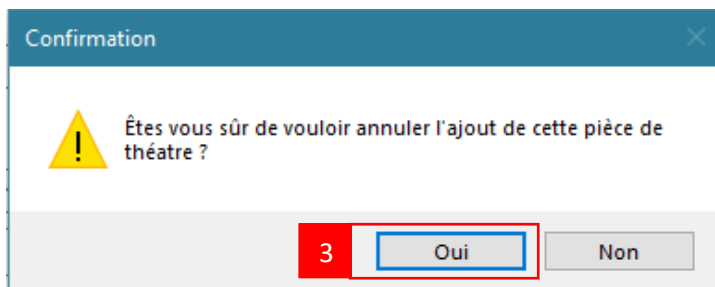 Confirmation
Êtes vous sûr de vouloir annuler l'ajout de cette pièce de
théatre ?
3 Oui Non